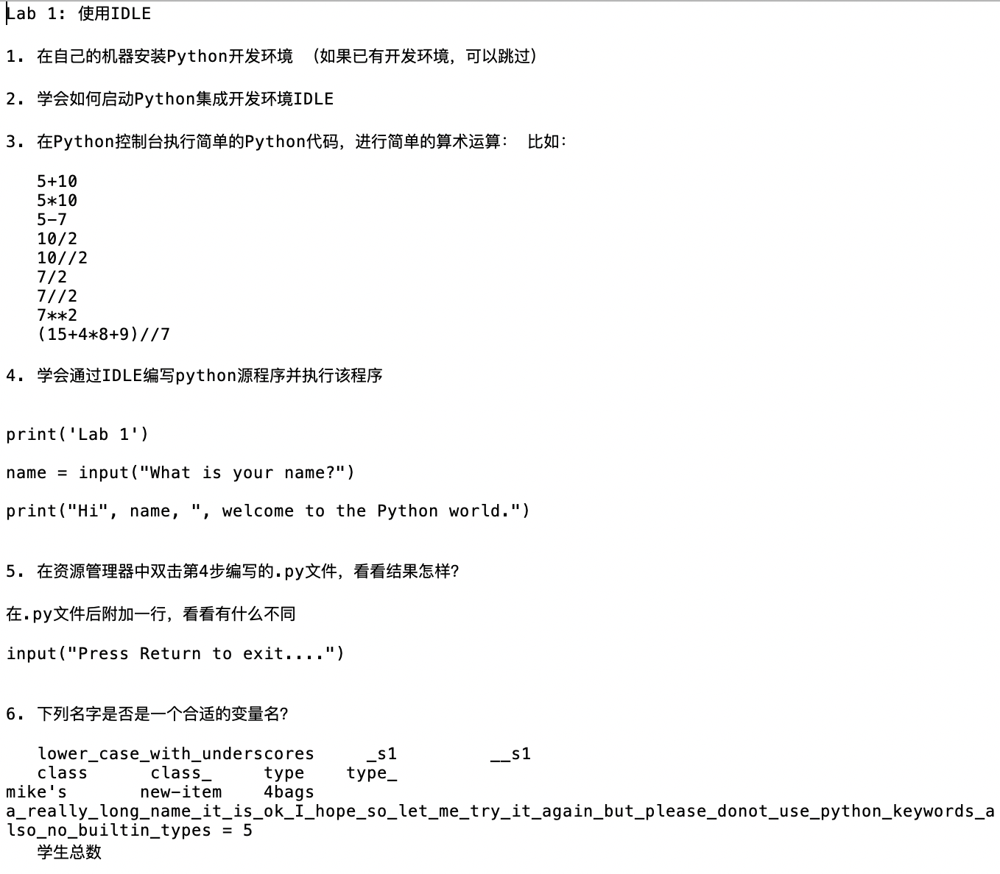 Lab 1: 使用IDLE
1. 在自己的机器安装Python开发环境 （如果已有开发环境，可以跳过）
2. 学会如何启动Python集成开发环境IDLE
3. 在Python控制台执行简单的Python代码，进行简单的算术运算： 比如：
5+10
5*10
5-7
10/2
10//2
7/2
7//2
7**2
(15+4*8+9)//7
4. 学会通过IDLE编写python源程序并执行该程序
print('Lab 1')
name = input("What is your name?")
print("Hi", name, ", welcome to the Python world.")
5. 在资源管理器中双击第4步编写的.py文件，看看结果怎样？
在.py文件后附加一行，看看有什么不同
input("Press Return to exit....")
6. 下列名字是否是一个合适的变量名？
lower_case_with_underscores _s1 __s1
class class_ type type_
mike's new-item 4bags
a_really_long_name_it_is_ok_I_hope_so_let_me_try_it_again_but_please_donot_use_python_keywords_a
lso_no_builtin_types = 5
学生总数